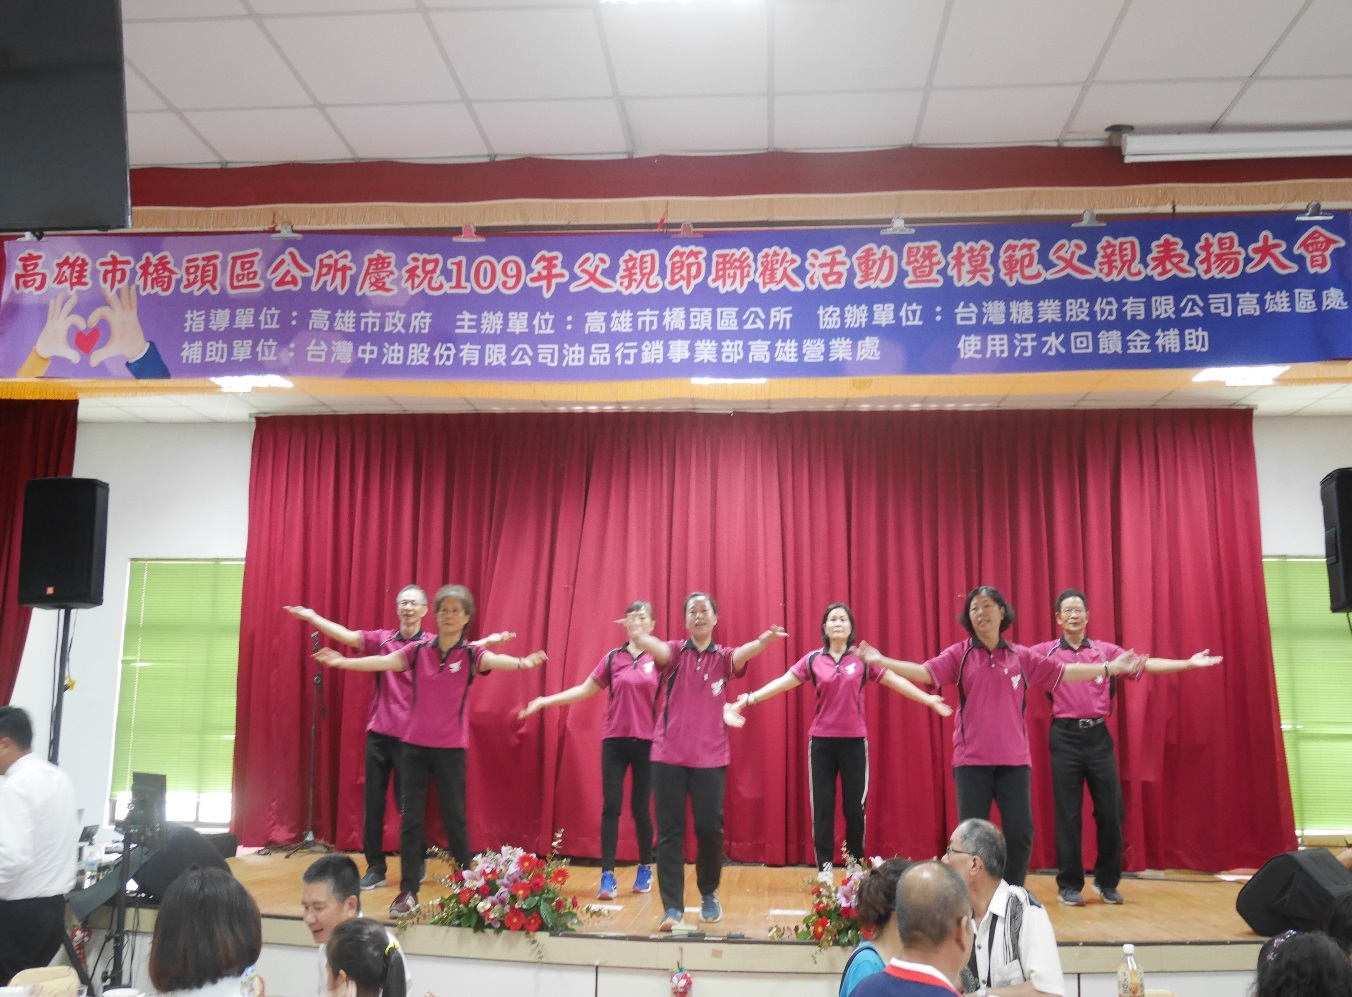 高雄市橋頭區公所慶祝109年父親節聯歡活動暨模範父親表揚大會
指導單位：高雄市政府 主辦單位：高雄市橋頭區公所 協辦單位：台灣糖業股份有限公司高雄區處
補助單位：台灣中油股份有限公司油品行銷事業部高雄營業處 使用汙水回饋金補助